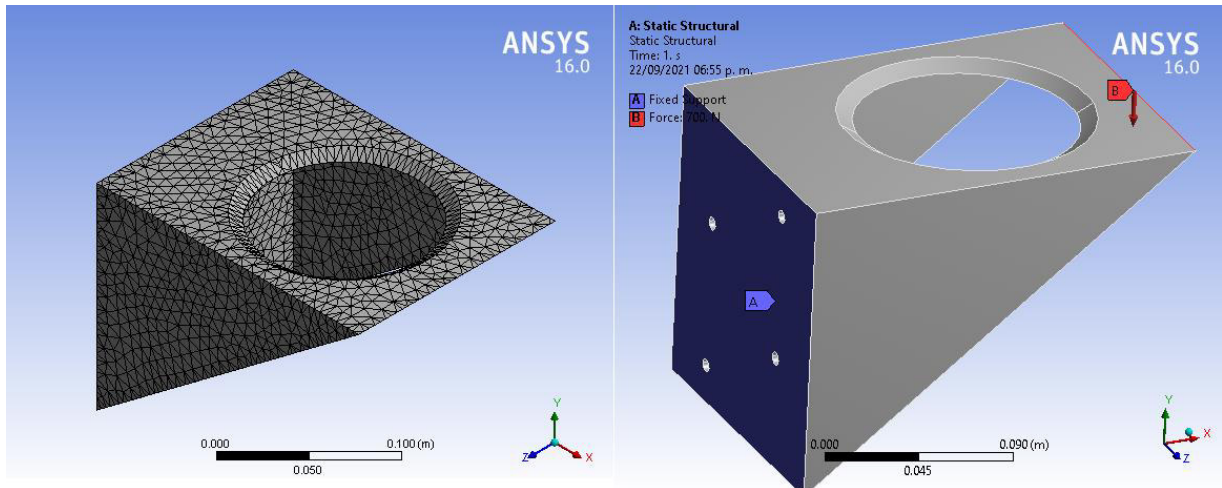 ANSYS
16.0
0.000
0.100 (m)
0.050
Y
Z
X
A: Static Structural
Static Structural
Time: 1. s
22/09/2021 06:55 p. m.
A Fixed Support
B Force: 700. N
ANSYS
16.0
B
A
0.000
0.090 (m)
0.045
Y
X
Z